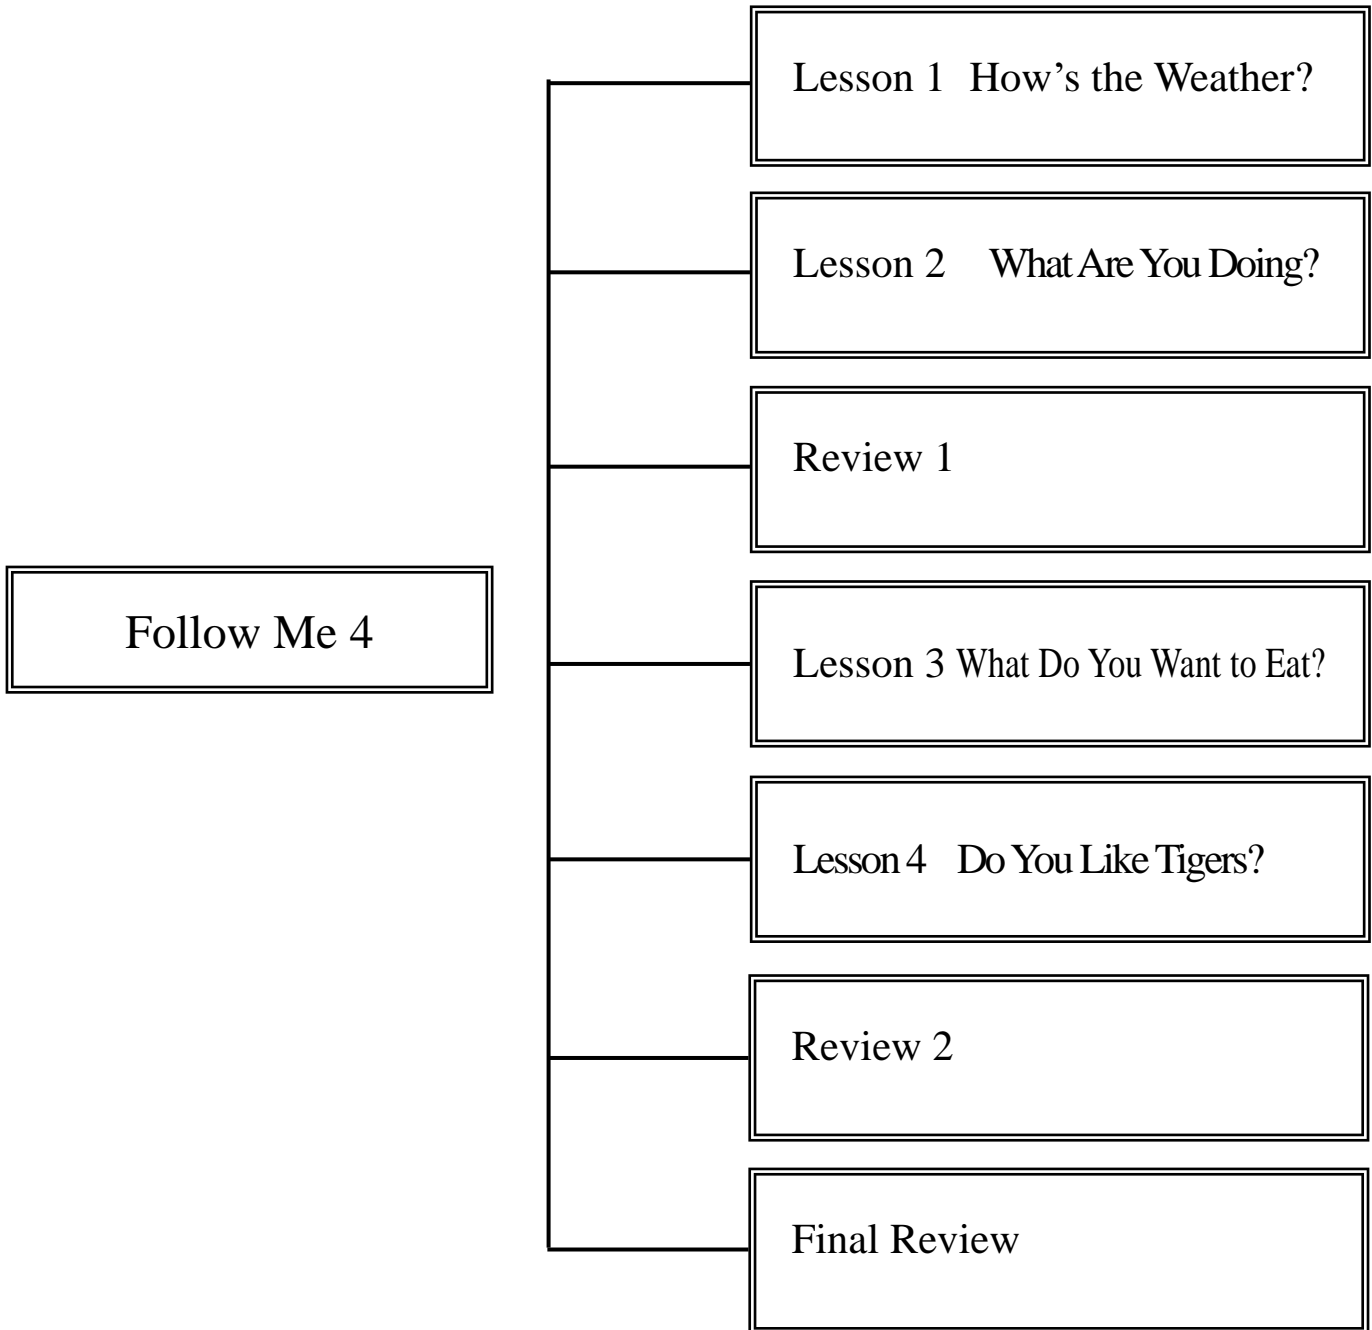 Lesson 1 How's the Weather?
Lesson 2 What Are You Doing?
Review 1
Follow Me 4
Lesson 3 What Do You Want to Eat?
Lesson 4 Do You Like Tigers?
Review 2
Final Review